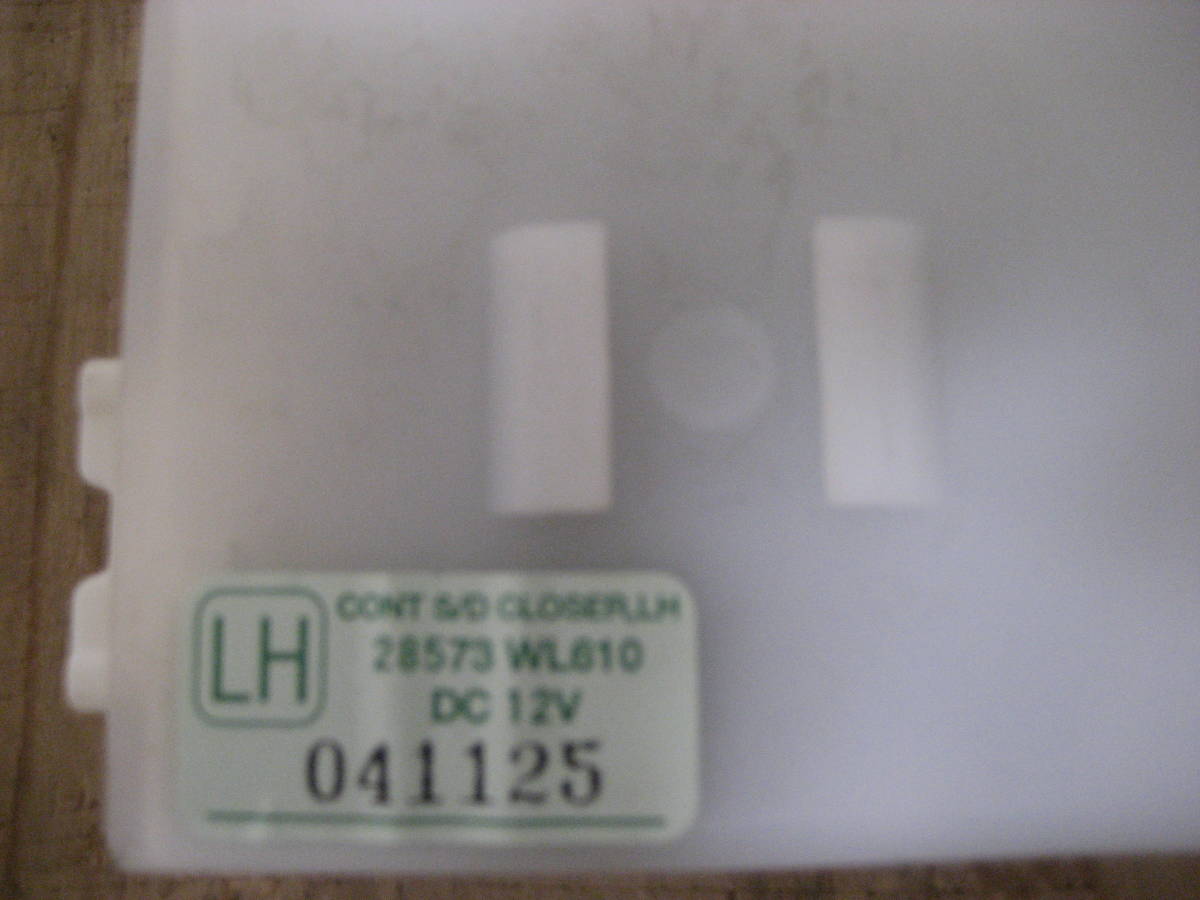 LH
CONT S/D CLOSER,LH
28573 WL610
DC 12V
041125